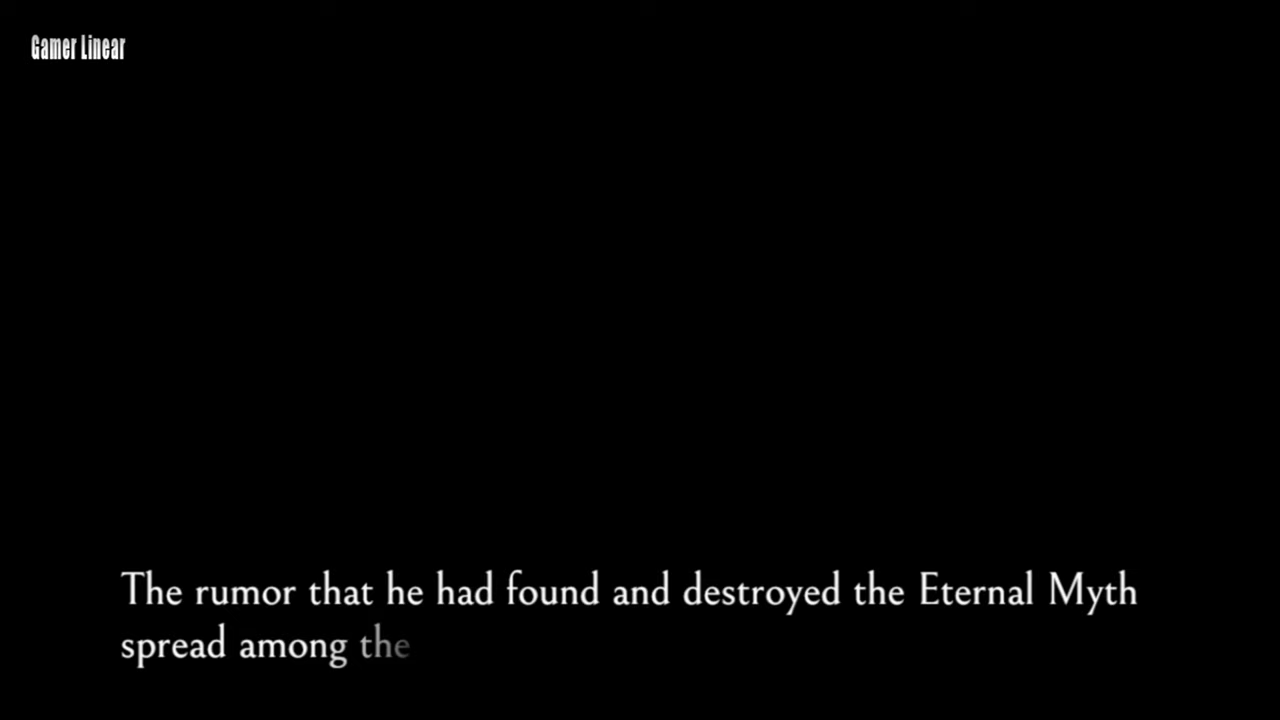 Gamer Linear
The rumor that he had found and destroyed the Eternal Myth
spread among the